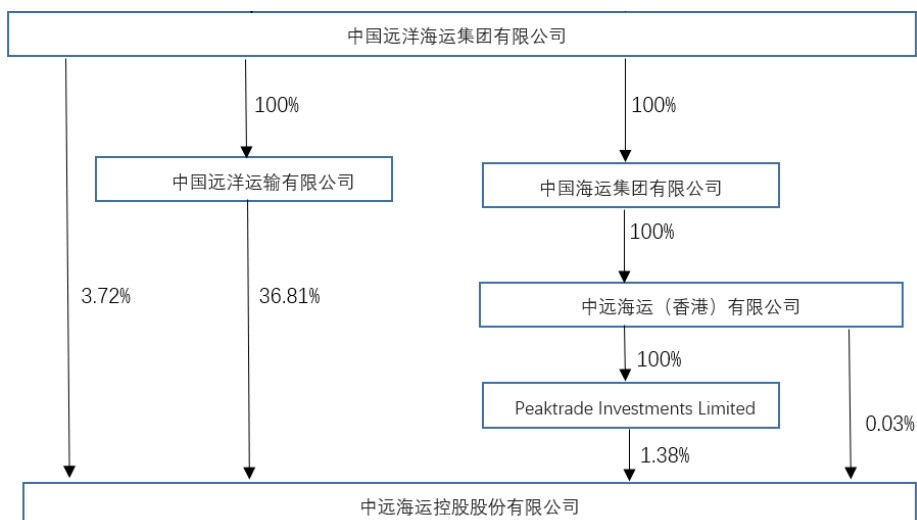 中国远洋海运集团有限公司
100%
100%
中国远洋运输有限公司
中国海运集团有限公司
100%
3.72%
36.81%
中远海运（香港）有限公司
100%
Peaktrade Investments Limited
0.03%
1.38%
中远海运控股股份有限公司